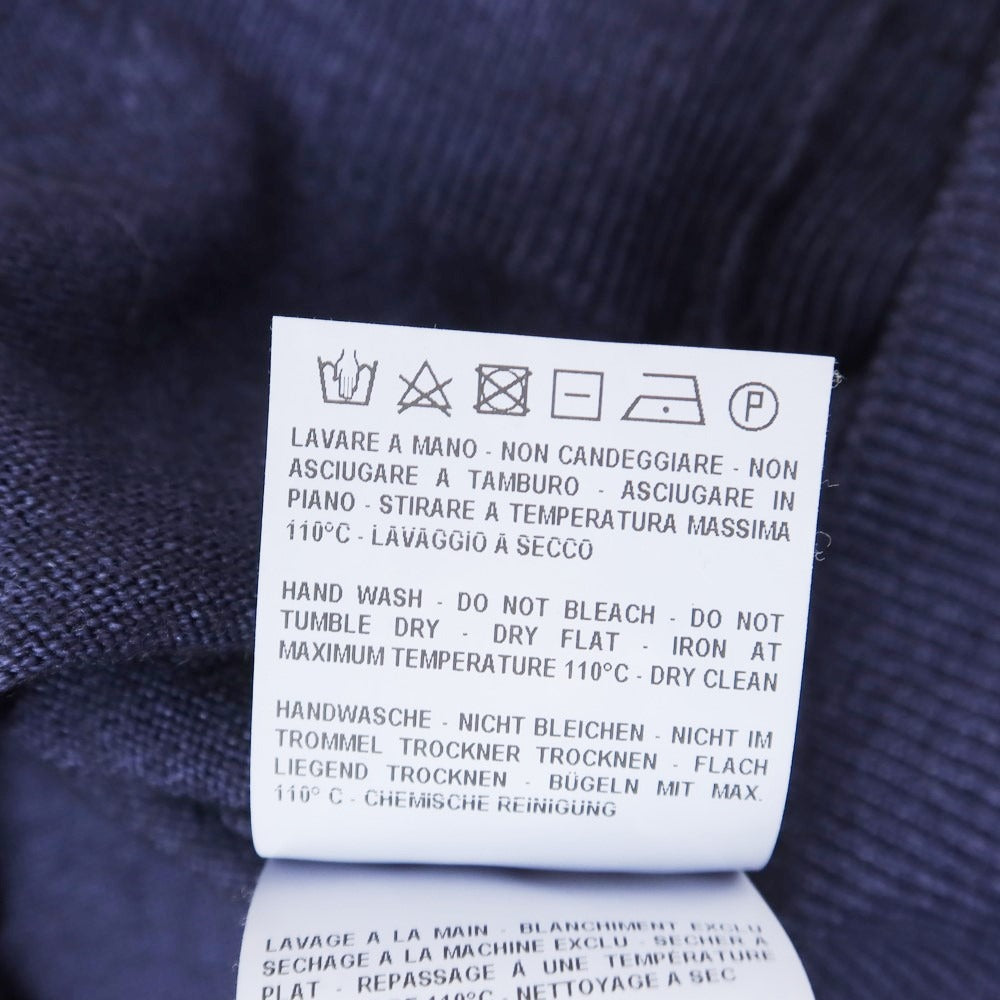 P
LAVARE A MANO - NON CANDEGGIARE - NON
ASCIUGARE A TAMBURO - ASCIUGARE IN
PIANO - STIRARE A TEMPERATURA MASSIMA
110°C - LAVAGGIO A SECCO
HAND WASH - DO NOT BLEACH - DO NOT
TUMBLE DRY - DRY FLAT - IRON AT
MAXIMUM TEMPERATURE 110°C - DRY CLEAN
HANDWASCHE - NICHT BLEICHEN - NICHT IM
TROMMEL TROCKNER TROCKNEN - FLACH
LIEGEND TROCKNEN - BÜGELN MIT MAX.
110° C - CHEMISCHE REINIGUNG
LAVAGE A LA MAIN - BLANCHIMENT EXCLU
SECHAGE A LA MACHINE EXCLU - SECHER A
PLAT - REPASSAGE A UNE TEMPERATURE
110°C - NETTOYAGE A SEC